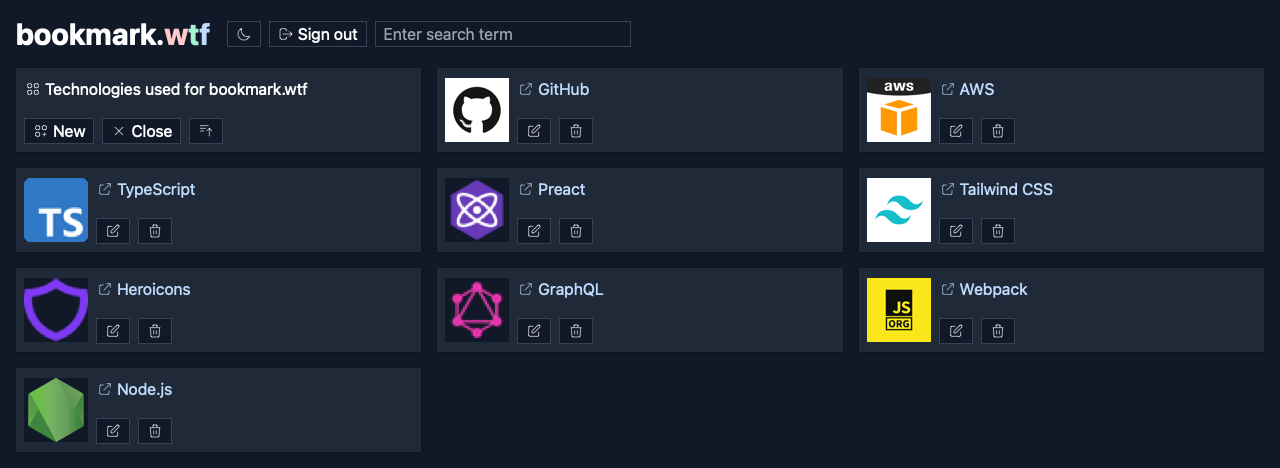 bookmark.wtf Sign out Enter search term
Technologies used for bookmark.wtf
New Close
GitHub
aws
AWS
TS
TypeScript
Preact
Tailwind CSS
Heroicons
GraphQL
JS
ORG
Webpack
Node.js